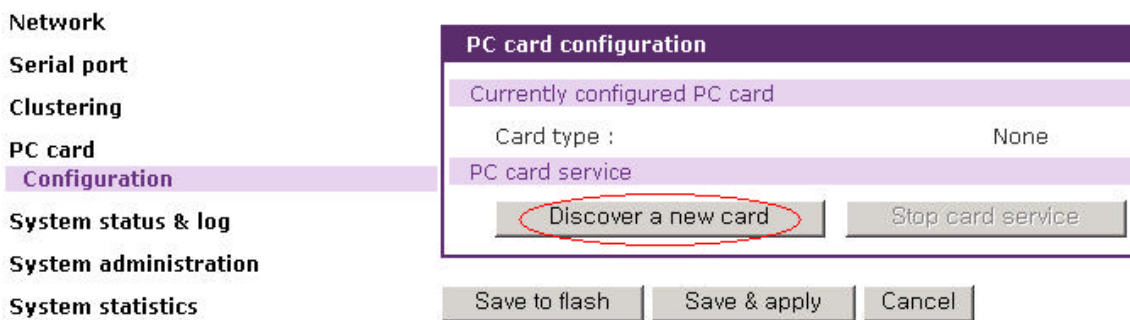 Network
Serial port
Clustering
PC card
Configuration
System status & log
System administration
System statistics
PC card configuration
Currently configured PC card
Card type : None
PC card service
Discover a new card Stop card service
Save to flash Save & apply Cancel